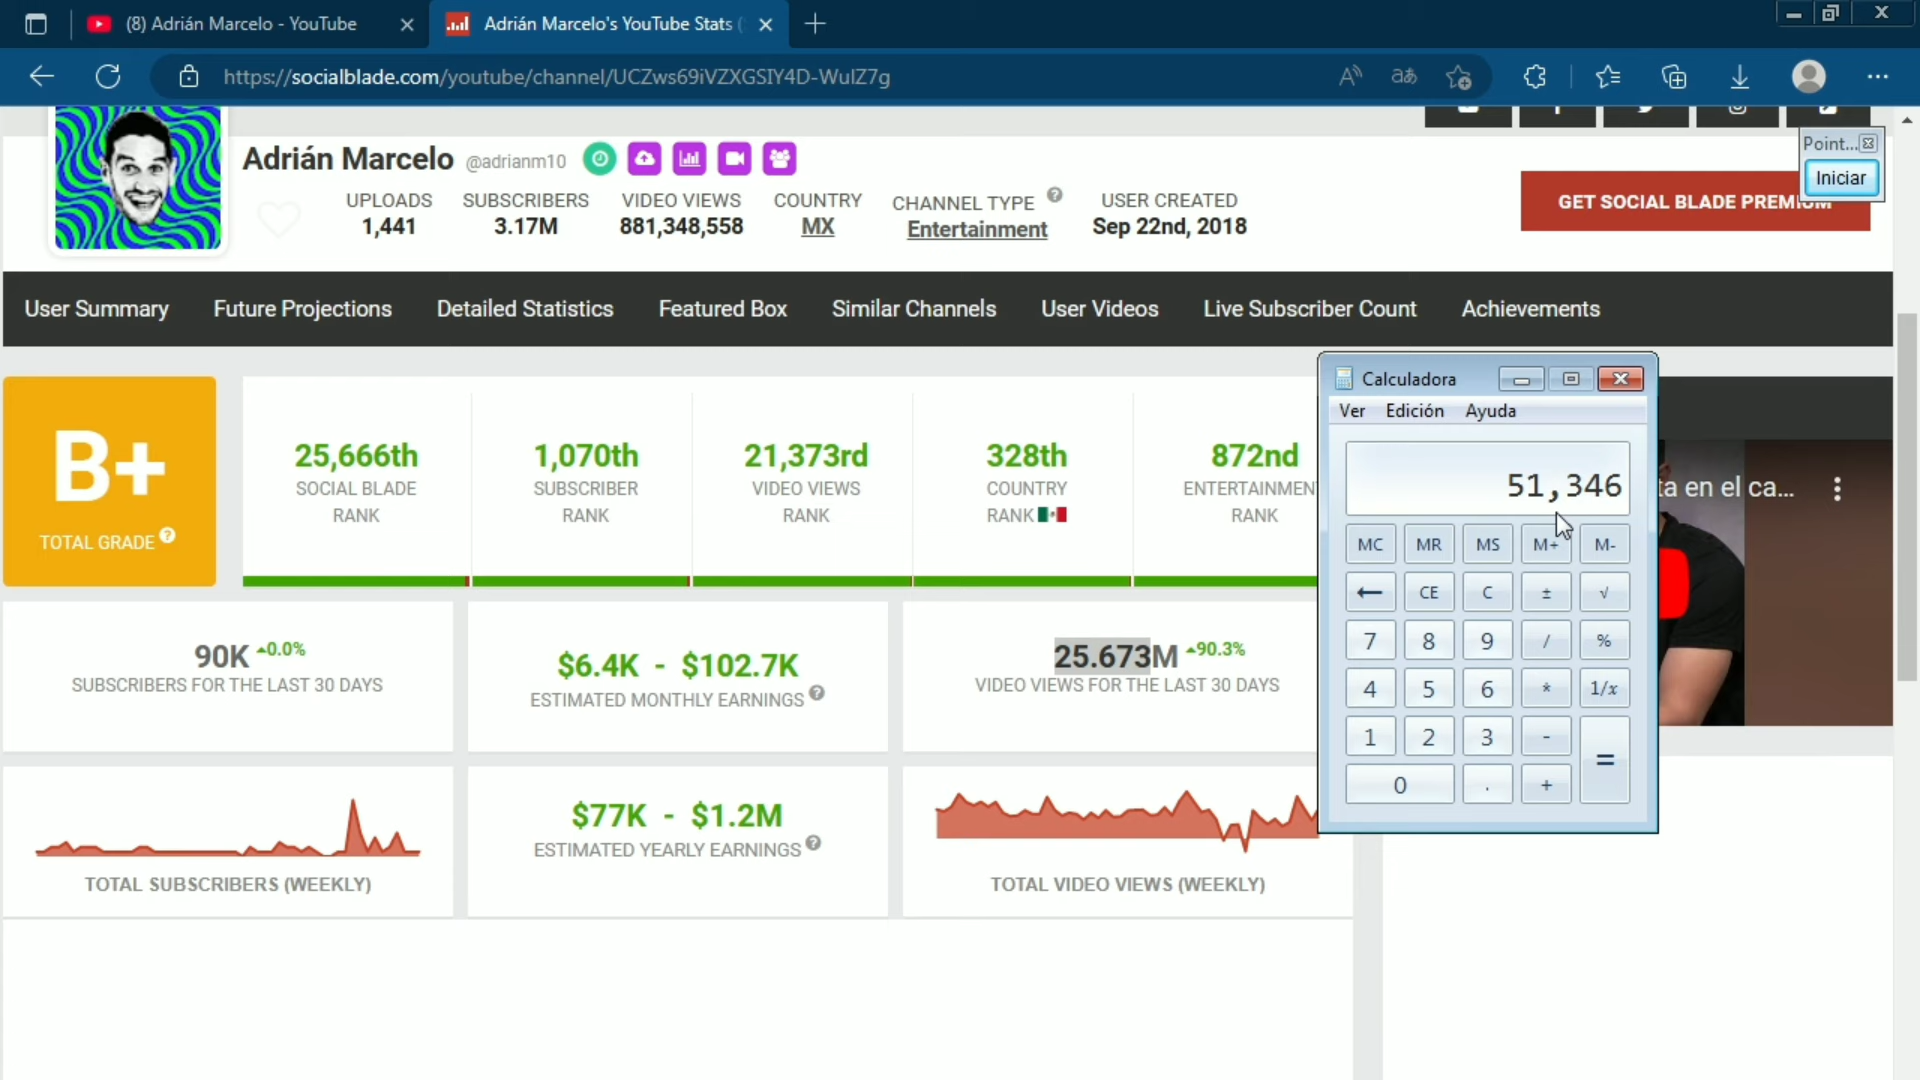 (8) Adrián Marcelo - YouTube
Adrián Marcelo's YouTube Stats (
https://socialblade.com/youtube/channel/UCZws69iVZXGSIY4D-WulZ7g
Adrián Marcelo @adrianm10
UPLOADS SUBSCRIBERS VIDEO VIEWS COUNTRY CHANNEL TYPE USER CREATED
1,441 3.17M 881,348,558 MX Entertainment Sep 22nd, 2018
Point...
Iniciar
GET SOCIAL BLADE PREMIUM
User Summary Future Projections Detailed Statistics Featured Box Similar Channels User Videos Live Subscriber Count Achievements
B+
TOTAL GRADE
25,666th
SOCIAL BLADE
RANK
1,070th
SUBSCRIBER
RANK
21,373rd
VIDEO VIEWS
RANK
328th
COUNTRY
RANK
872nd
ENTERTAINMEN
RANK
90K 0.0%
SUBSCRIBERS FOR THE LAST 30 DAYS
$6.4K - $102.7K
ESTIMATED MONTHLY EARNINGS
25.673M 90.3%
VIDEO VIEWS FOR THE LAST 30 DAYS
TOTAL SUBSCRIBERS (WEEKLY)
$77K - $1.2M
ESTIMATED YEARLY EARNINGS
TOTAL VIDEO VIEWS (WEEKLY)
Calculadora
Ver Edición Ayuda
51,346
MC MR MS M+ M-
← CE C ± √
7 8 9 / %
4 5 6 * 1/x
1 2 3 - =
0 . +
ta en el ca...